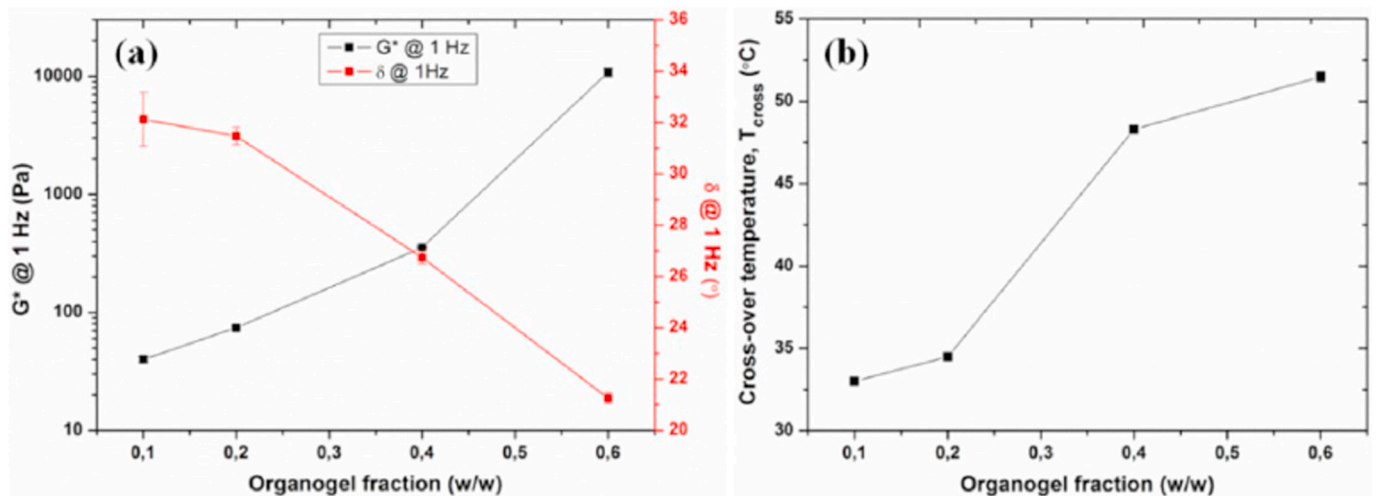 (a)
G* @ 1 Hz
δ @ 1Hz
G* @ 1 Hz (Pa)
10000
1000
100
10
36
34
32
30
28
26
24
22
21
20
δ @ 1 Hz (°)
0,1 0,2 0,3 0,4 0,5 0,6
Organogel fraction (w/w)
(b)
Cross-over temperature, Tcross (°C)
55
50
45
40
35
30
0,1 0,2 0,3 0,4 0,5 0,6
Organogel fraction (w/w)